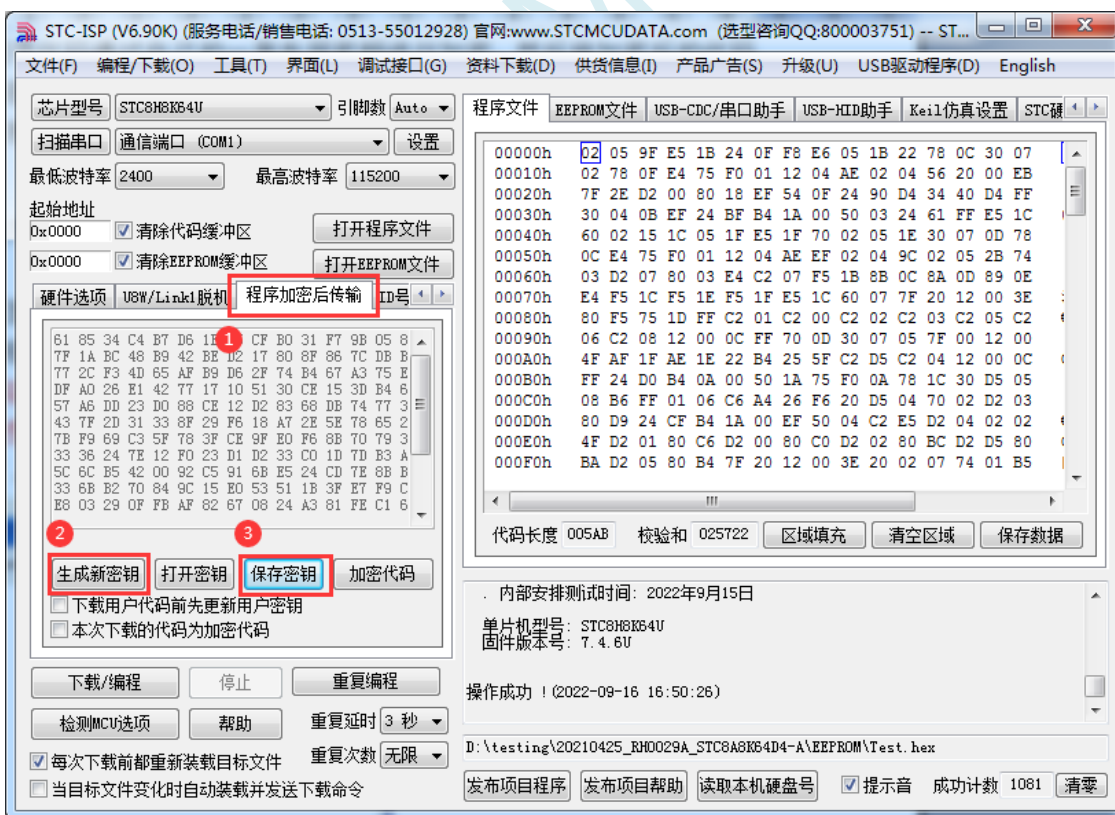 STC-ISP (V6.90K) (服务电话/销售电话: 0513-55012928) 官网:www.STCMCUDATA.com (选型咨询QQ:800003751) -- ST...
文件(F) 编程/下载(O) 工具(T) 界面(L) 调试接口(G) 资料下载(D) 供货信息(I) 产品广告(S) 升级(U) USB驱动程序(D) English
芯片型号 STC8H8K64U 引脚数 Auto
扫描串口 通信端口 (COM1) 设置
最低波特率 2400 最高波特率 115200
起始地址
0x0000 清除代码缓冲区 打开程序文件
0x0000 清除EEPROM缓冲区 打开EEPROM文件
硬件选项 U8W/Link1脱机 程序加密后传输 ID号
1
61 85 34 C4 B7 D6 CF B0 31 F7 9B 05 8
7F 1A BC 48 B9 42 BE D2 17 80 8F 86 7C DB B
77 2C F3 4D 65 AF B9 D6 2F 74 B4 67 A3 75 E
DF A0 26 E1 42 77 17 10 51 30 CE 15 3D B4 6
57 A6 DD 23 D0 88 CE 12 D2 83 68 DB 74 77 3
43 7F 2D 31 33 8F 29 F6 18 A7 2E 5E 78 65 2
7B F9 69 C3 5F 78 3F CE 9F E0 F6 8B 70 79 3
33 36 24 7E 12 F0 23 D1 D2 33 C0 1D 7D B3 A
5C 6C B5 42 00 92 C5 91 6B E5 24 CD 7E 8B B
33 6B B2 70 84 9C 15 E0 53 51 1B 3F E7 F9 C
E8 03 29 0F FB AF 82 67 08 24 A3 81 FE C1 6
2 3
生成新密钥 打开密钥 保存密钥 加密代码
下载用户代码前先更新用户密钥
本次下载的代码为加密代码
下载/编程 停止 重复编程
检测MCU选项 帮助 重复延时 3 秒
每次下载前都重新装载目标文件 重复次数 无限
当目标文件变化时自动装载并发送下载命令
程序文件 EEPROM文件 USB-CDC/串口助手 USB-HID助手 Keil仿真设置 STC硬
00000h 02 05 9F E5 1B 24 0F F8 E6 05 1B 22 78 0C 30 07
00010h 02 78 0F E4 75 F0 01 12 04 AE 02 04 56 20 00 EB
00020h 7F 2E D2 00 80 18 EF 54 0F 24 90 D4 34 40 D4 FF
00030h 30 04 0B EF 24 BF B4 1A 00 50 03 24 61 FF E5 1C
00040h 60 02 15 1C 05 1F E5 1F 70 02 05 1E 30 07 0D 78
00050h 0C E4 75 F0 01 12 04 AE EF 02 04 9C 02 05 2B 74
00060h 03 D2 07 80 03 E4 C2 07 F5 1B 8B 0C 8A 0D 89 0E
00070h E4 F5 1C F5 1E F5 1F E5 1C 60 07 7F 20 12 00 3E
00080h 80 F5 75 1D FF C2 01 C2 00 C2 02 C2 03 C2 05 C2
00090h 06 C2 08 12 00 0C FF 70 0D 30 07 05 7F 00 12 00
000A0h 4F AF 1F AE 1E 22 B4 25 5F C2 D5 C2 04 12 00 0C
000B0h FF 24 D0 B4 0A 00 50 1A 75 F0 0A 78 1C 30 D5 05
000C0h 08 B6 FF 01 06 C6 A4 26 F6 20 D5 04 70 02 D2 03
000D0h 80 D9 24 CF B4 1A 00 EF 50 04 C2 E5 D2 04 02 02
000E0h 4F D2 01 80 C6 D2 00 80 C0 D2 02 80 BC D2 D5 80
000F0h BA D2 05 80 B4 7F 20 12 00 3E 20 02 07 74 01 B5
代码长度 005AB 校验和 025722 区域填充 清空区域 保存数据
. 内部安排测试时间: 2022年9月15日
单片机型号: STC8H8K64U
固件版本号: 7.4.6U
操作成功 !(2022-09-16 16:50:26)
D:\testing\20210425_RH0029A_STC8A8K64D4-A\EEPROM\Test.hex
发布项目程序 发布项目帮助 读取本机硬盘号 提示音 成功计数 1081 清零